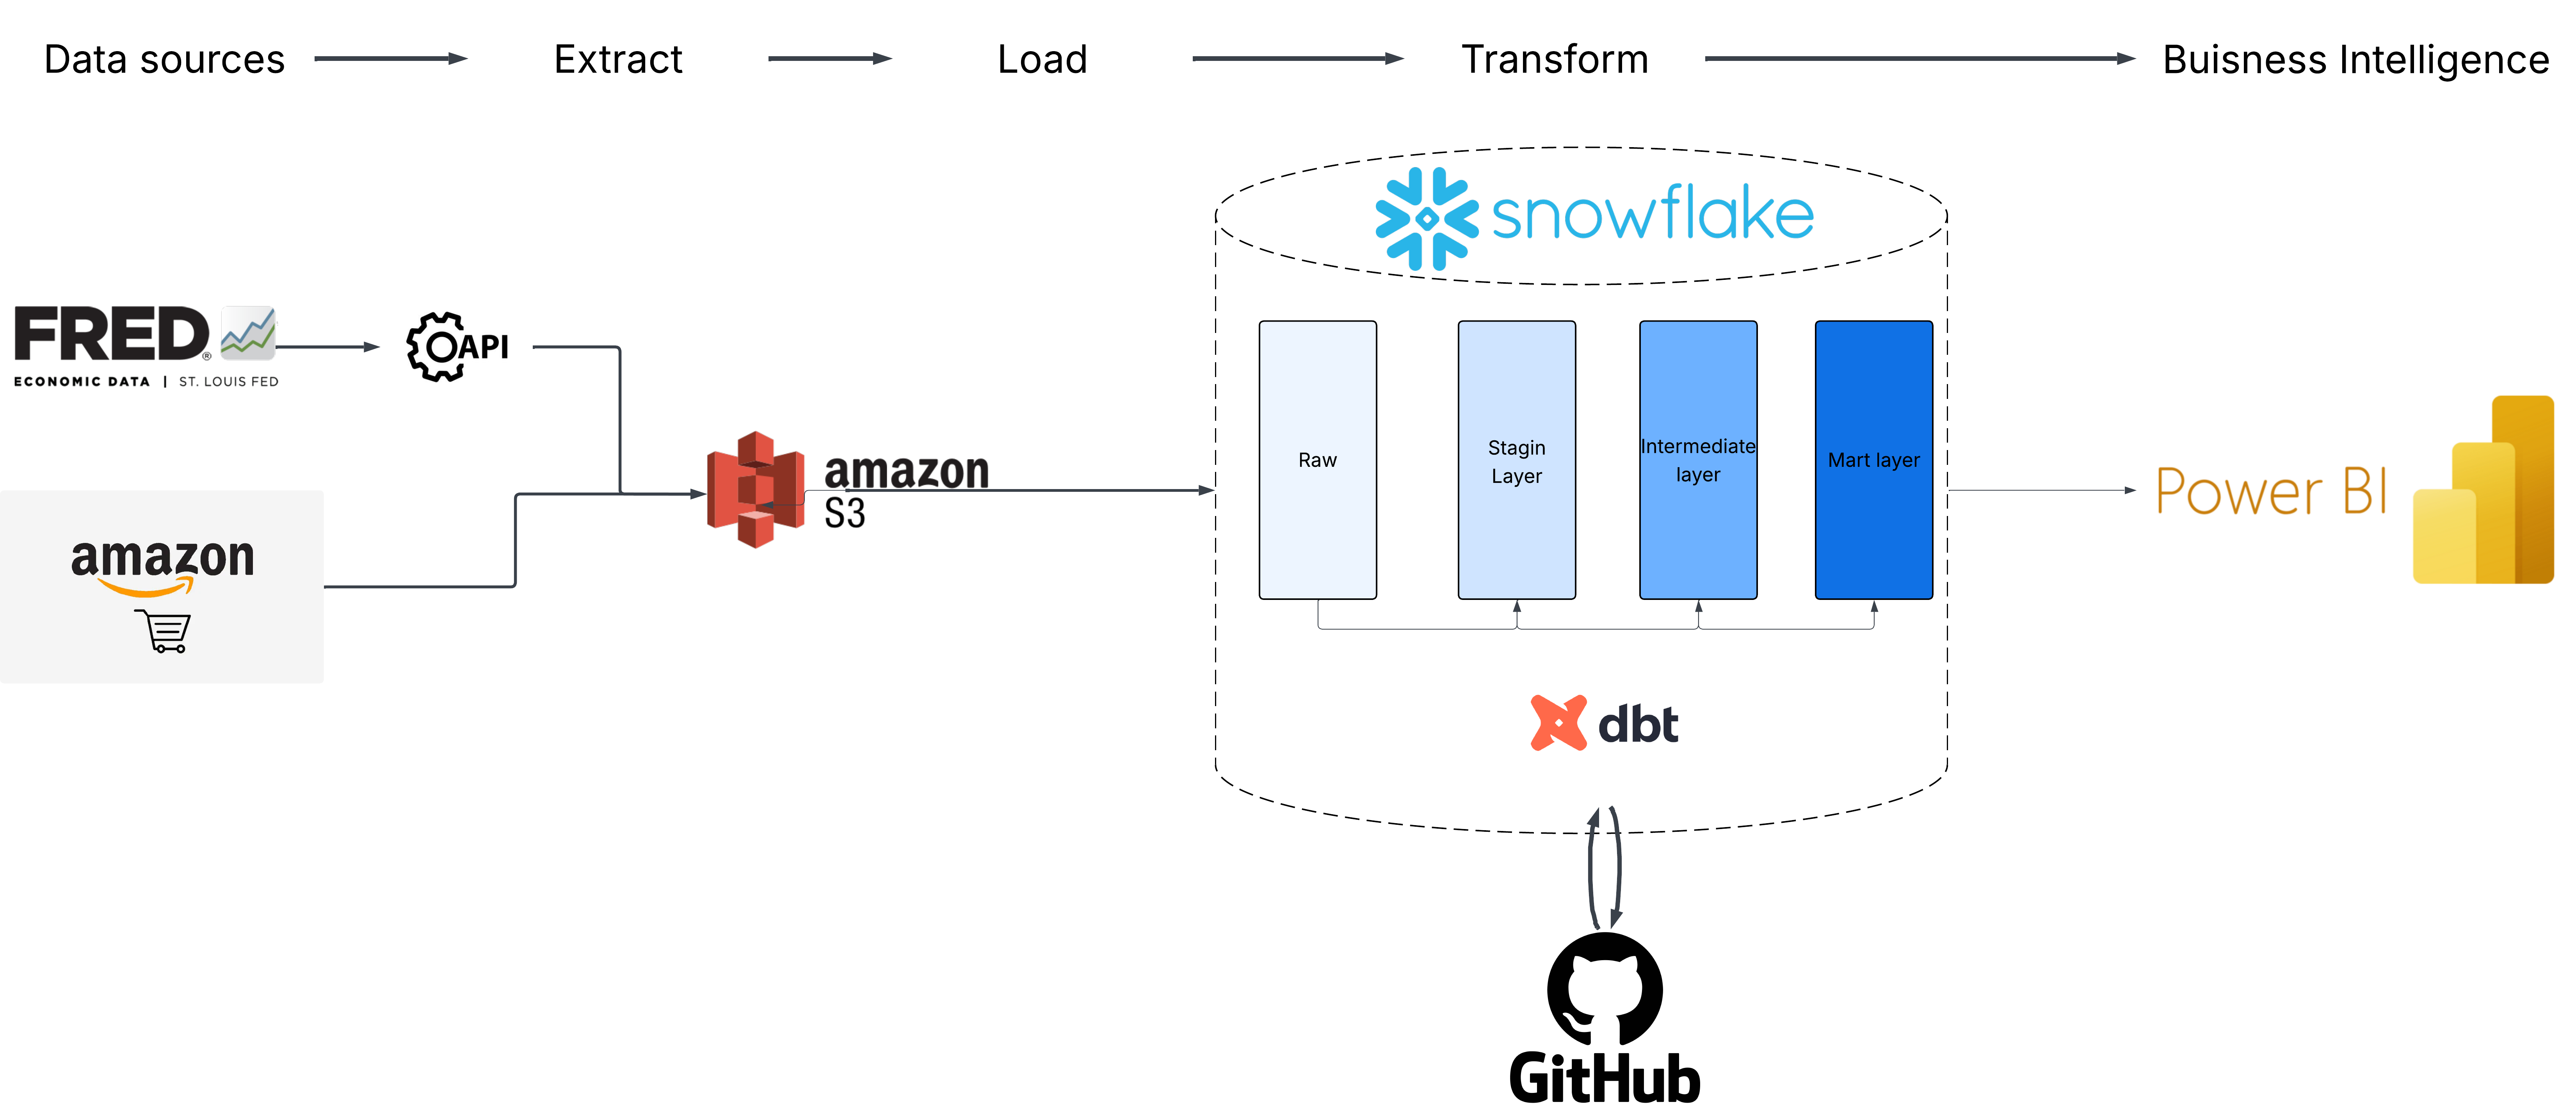 Data sources
Extract
Load
Transform
Buisness Intelligence
snowflake
FRED®
ECONOMIC DATA | ST. LOUIS FED
API
amazon
S3
amazon
Raw
Stagin
Layer
Intermediate
layer
Mart layer
Power BI
dbt
GitHub